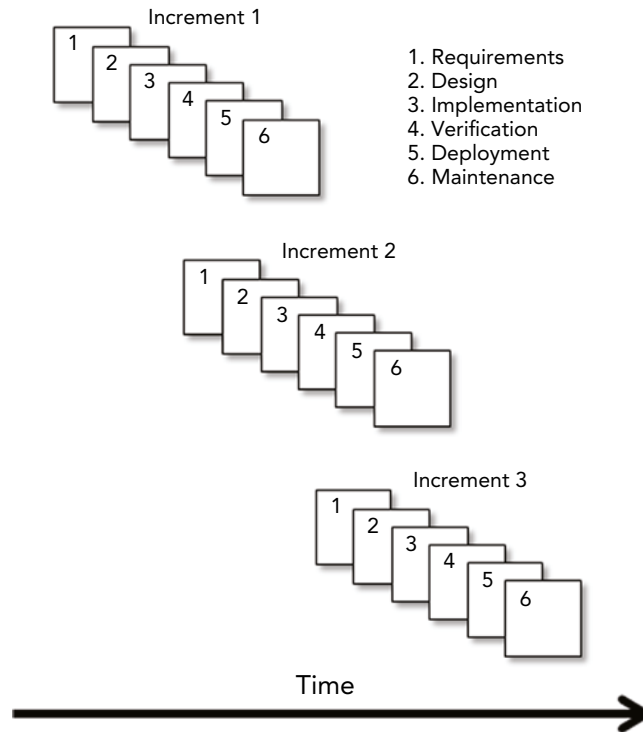 Increment 1
1
2
3
4
5
6
1. Requirements
2. Design
3. Implementation
4. Verification
5. Deployment
6. Maintenance
Increment 2
1
2
3
4
5
6
Increment 3
1
2
3
4
5
6
Time